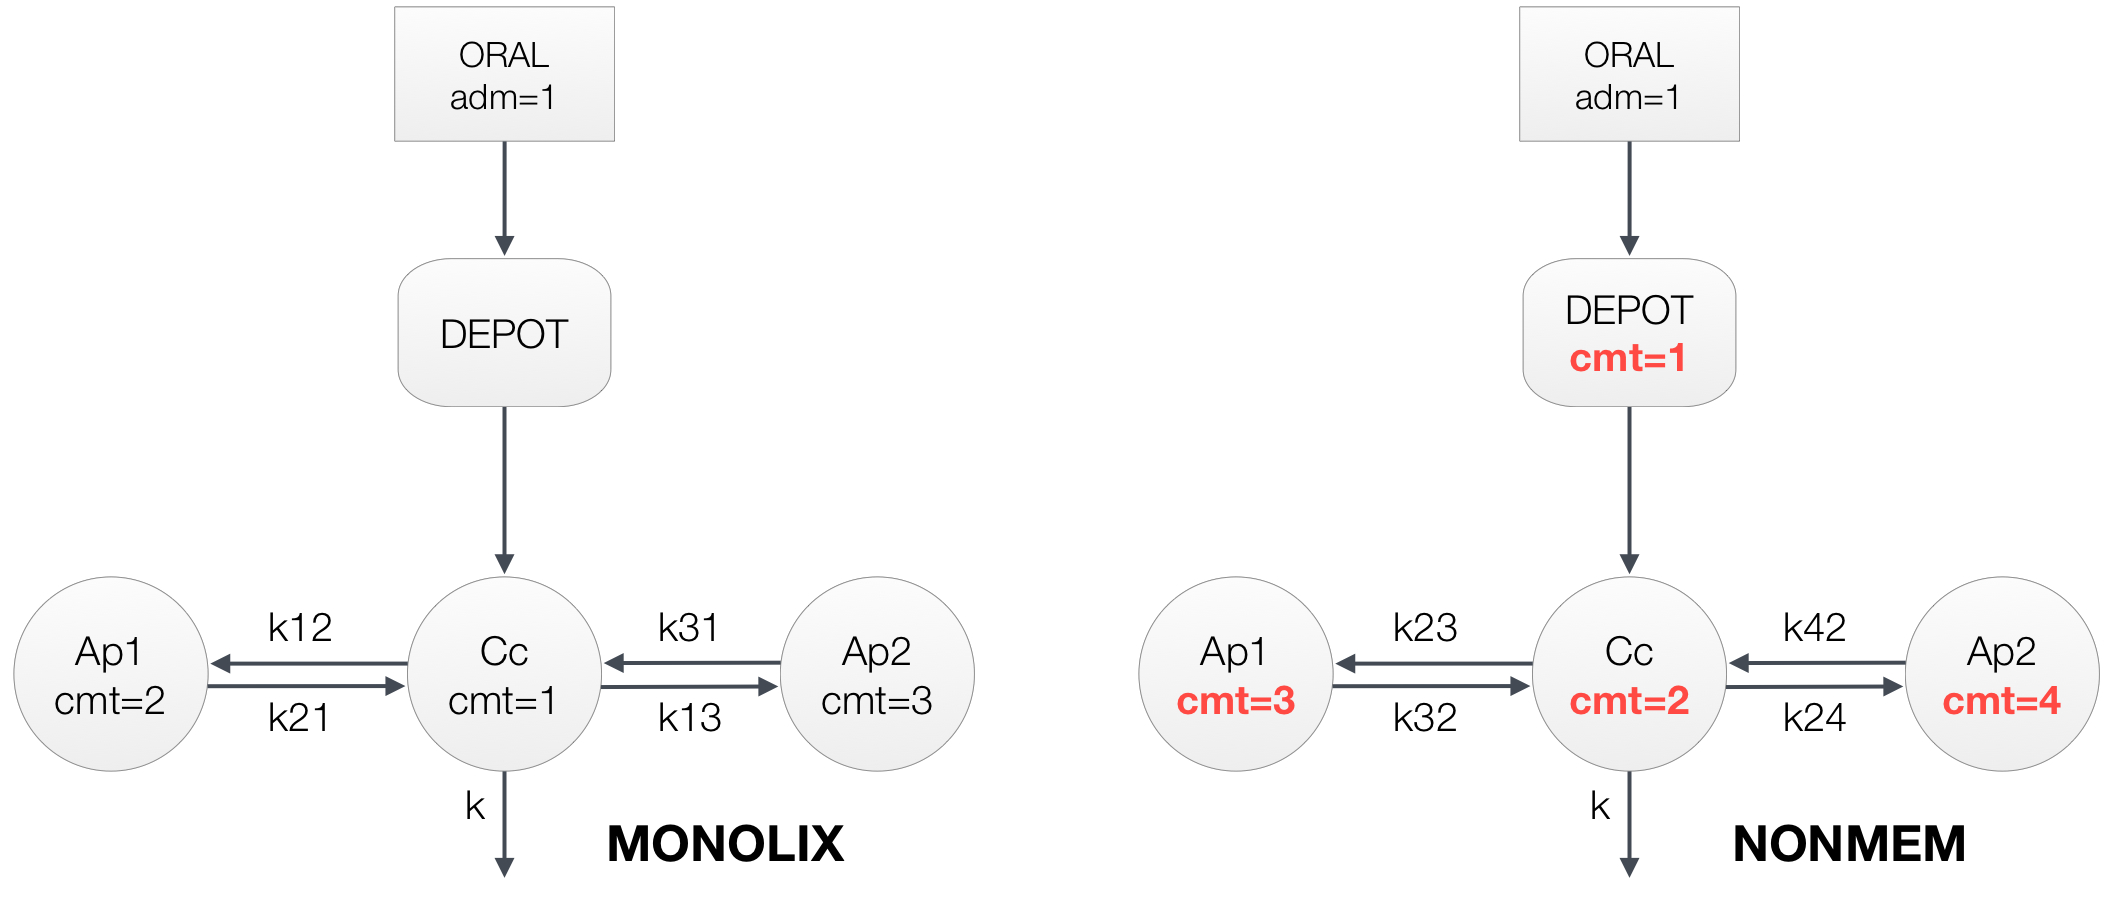 ORAL
adm=1
DEPOT
Ap1
cmt=2
k12
k21
Cc
cmt=1
k31
k13
Ap2
cmt=3
k
MONOLIX
ORAL
adm=1
DEPOT
cmt=1
Ap1
cmt=3
k23
k32
Cc
cmt=2
k42
k24
Ap2
cmt=4
k
NONMEM